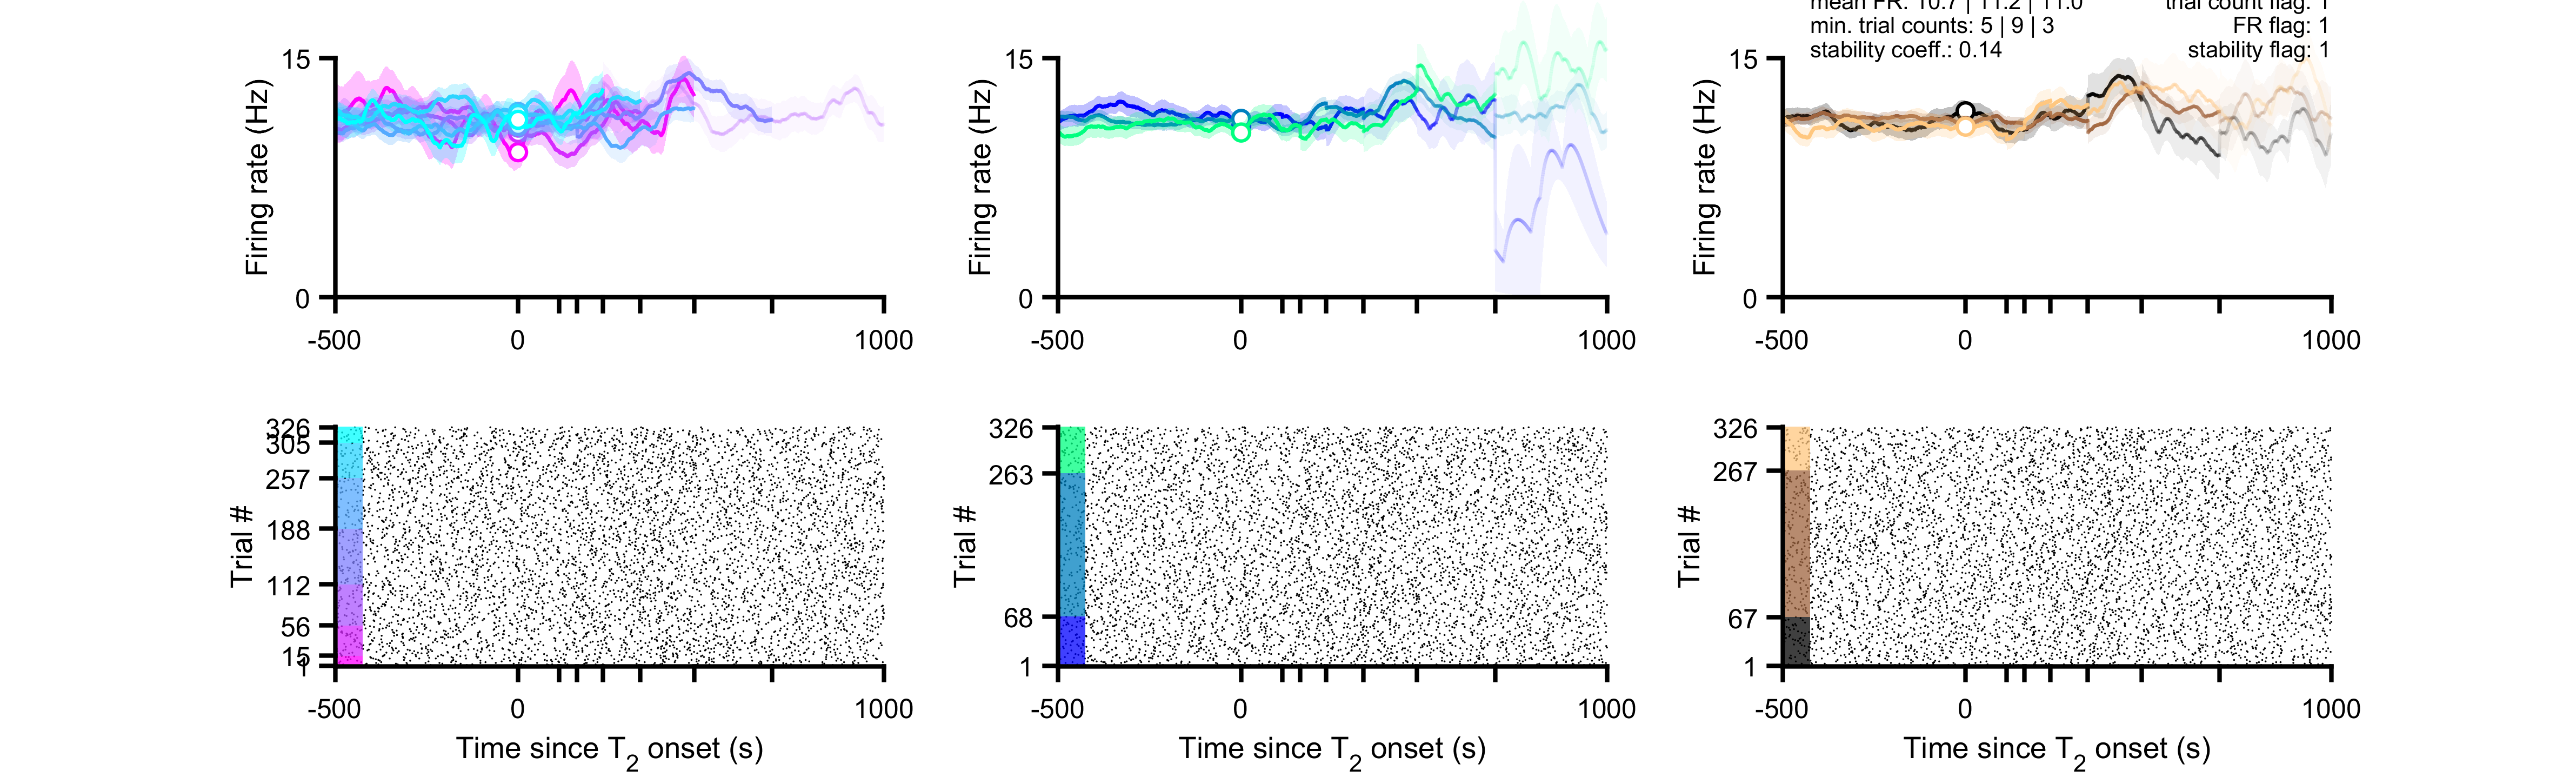 mean FR: 10.7 | 11.2 | 11.0 trial count flag: 1
min. trial counts: 5 | 9 | 3 FR flag: 1
stability coeff.: 0.14 stability flag: 1
15 15 15
Firing rate (Hz) Firing rate (Hz) Firing rate (Hz)
0 0 0
-500 0 1000 -500 0 1000 -500 0 1000
326 326 326
305
257 263 267
188
Trial # Trial # Trial #
112
56 68 67
15
1 1 1
-500 0 1000 -500 0 1000 -500 0 1000
Time since T2 onset (s) Time since T2 onset (s) Time since T2 onset (s)